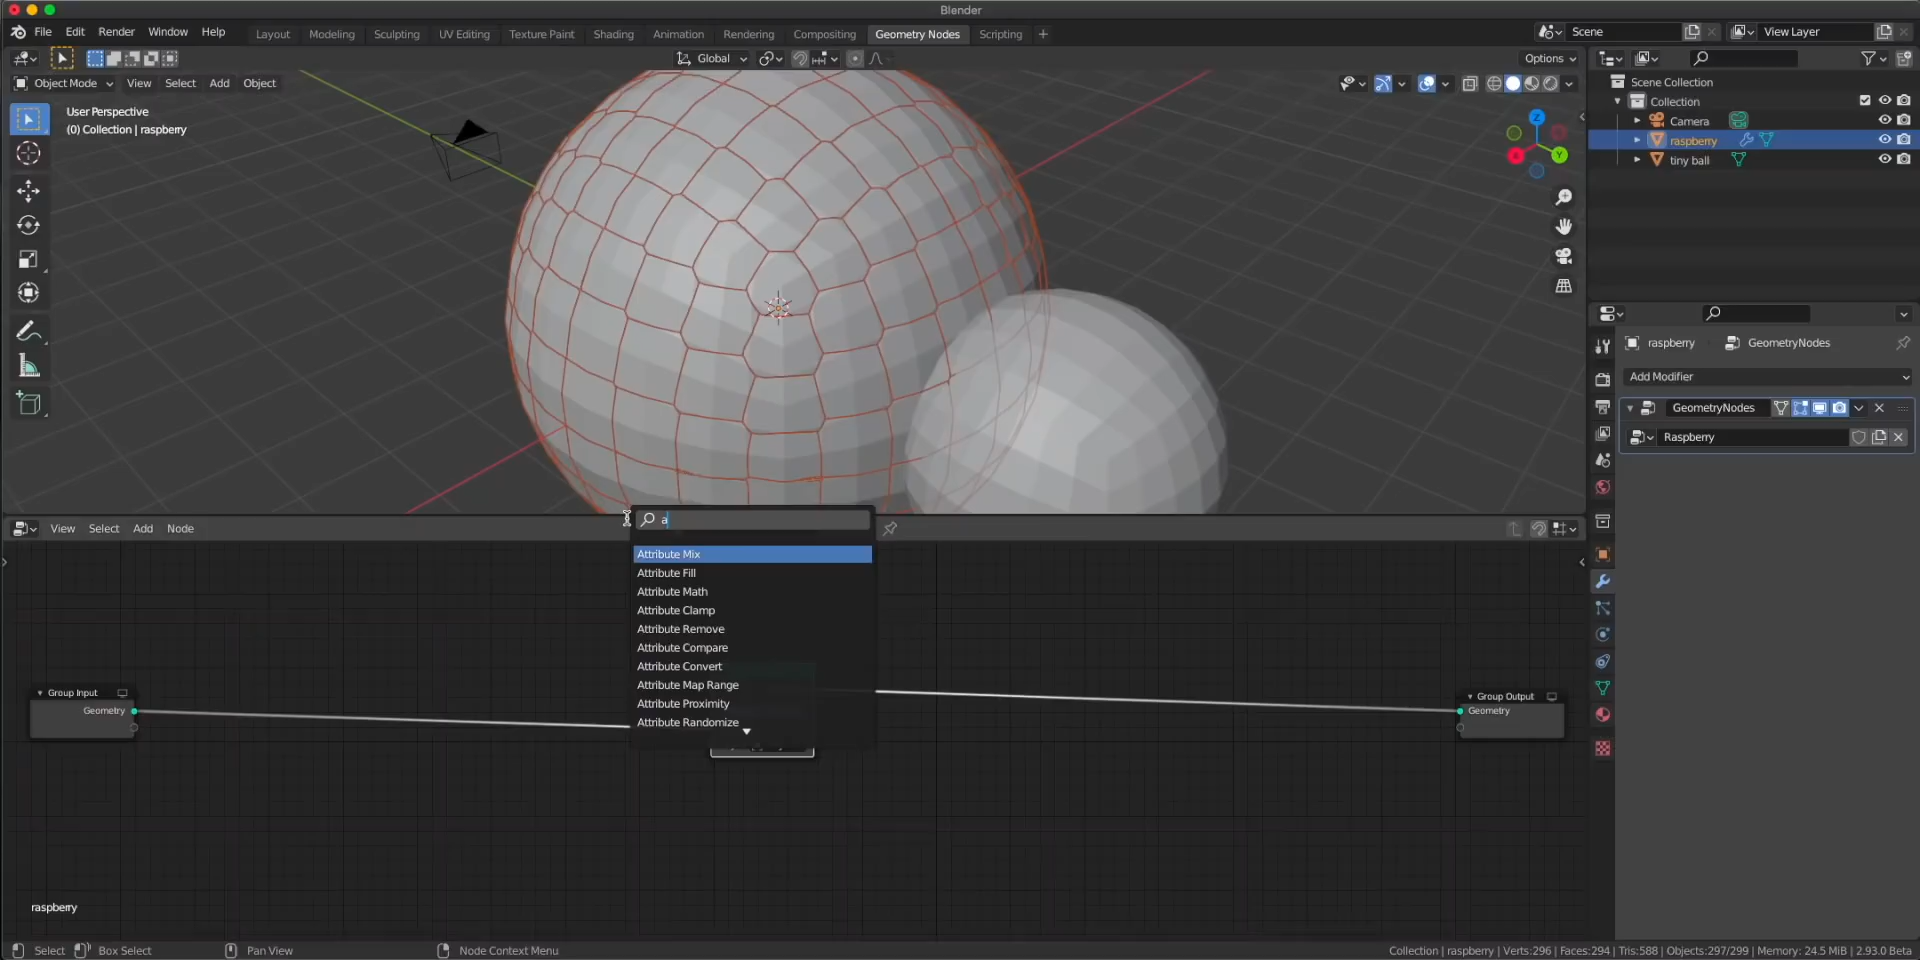 Blender
File Edit Render Window Help
Layout Modeling Sculpting UV Editing Texture Paint Shading Animation Rendering Compositing Geometry Nodes Scripting +
Scene
View Layer
Global
Options
Object Mode View Select Add Object
User Perspective
(0) Collection | raspberry
Z
X
Y
Scene Collection
Collection
Camera
raspberry
tiny ball
raspberry GeometryNodes
Add Modifier
GeometryNodes
Raspberry
View Select Add Node
a
Attribute Mix
Attribute Fill
Attribute Math
Attribute Clamp
Attribute Remove
Attribute Compare
Attribute Convert
Attribute Map Range
Attribute Proximity
Attribute Randomize
Group Input
Geometry
Group Output
Geometry
raspberry
Select Box Select Pan View Node Context Menu
Collection | raspberry | Verts:296 | Faces:294 | Tris:588 | Objects:297/299 | Memory: 24.5 MiB | 2.93.0 Beta